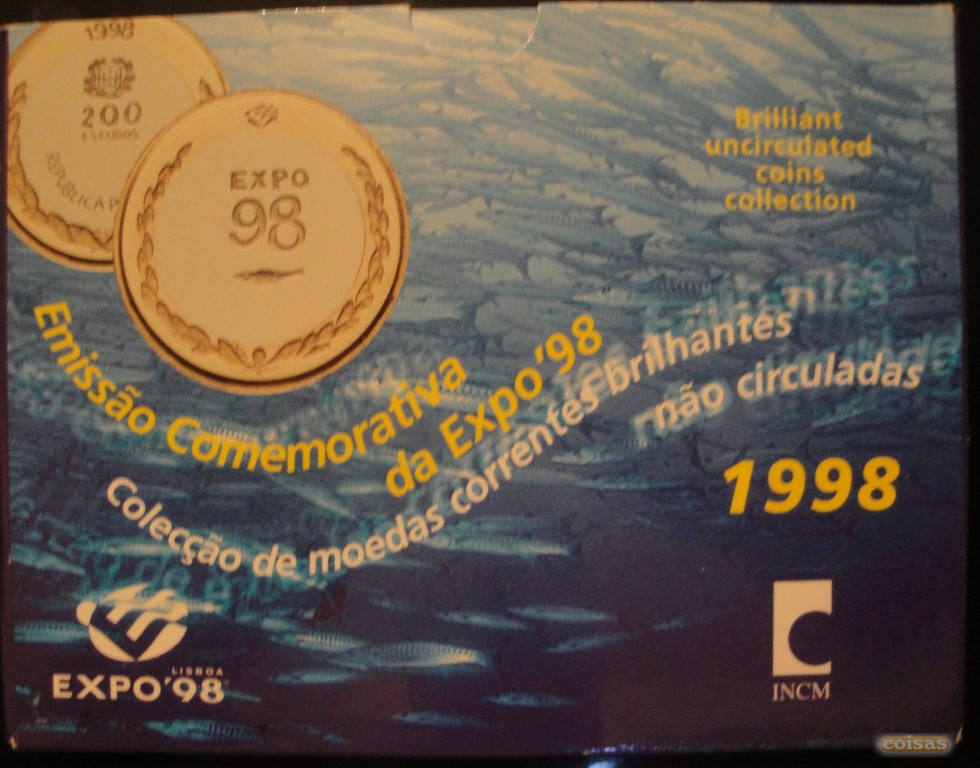 1998
200
ESCUDOS
REPÚBLICA P
EXPO
98
Brilliant
uncirculated
coins
collection
Emissão Comemorativa
da Expo'98
Colecção de moedas correntes brilhantes
não circuladas
1998
LISBOA
EXPO'98
INCM
coisas